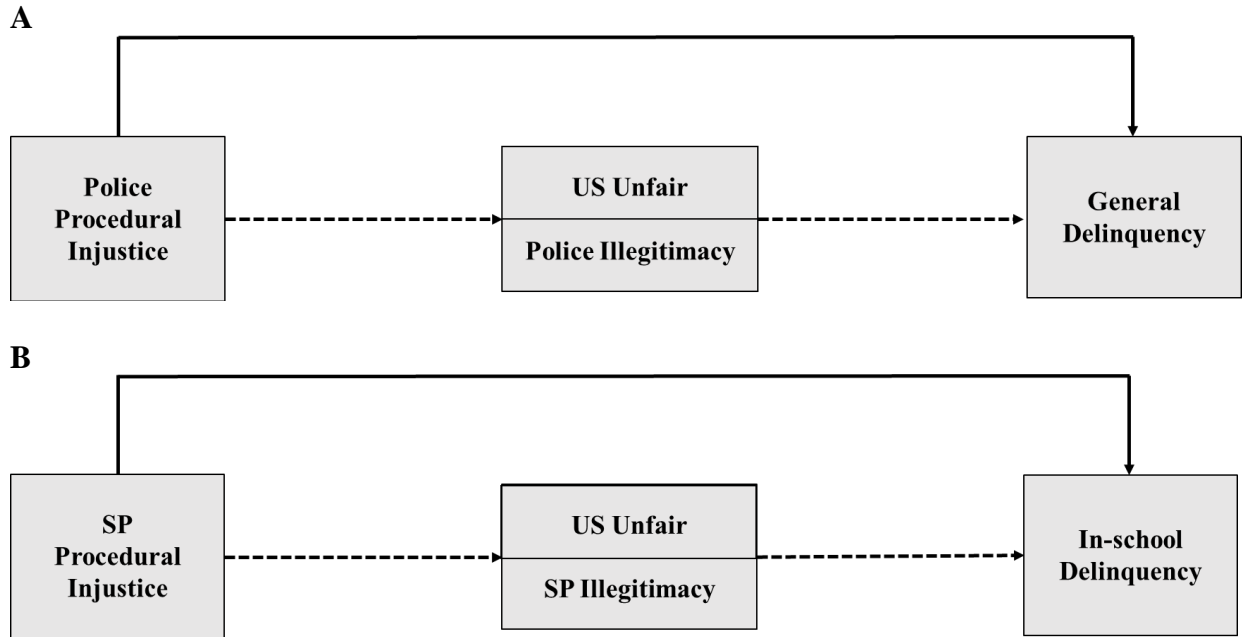 A
Police
Procedural
Injustice
US Unfair
Police Illegitimacy
General
Delinquency
B
SP
Procedural
Injustice
US Unfair
SP Illegitimacy
In-school
Delinquency